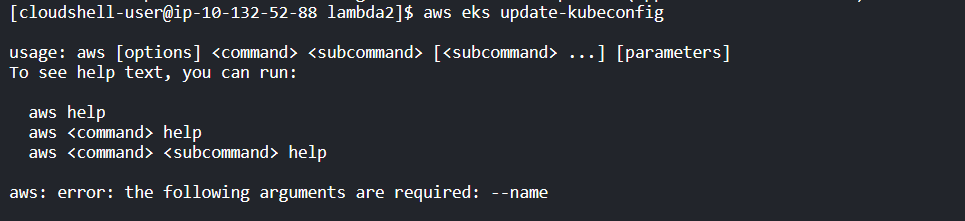 [cloudshell-user@ip-10-132-52-88 lambda2]$ aws eks update-kubeconfig
usage: aws [options] <command> <subcommand> [<subcommand> ...] [parameters]
To see help text, you can run:
aws help
aws <command> help
aws <command> <subcommand> help
aws: error: the following arguments are required: --name